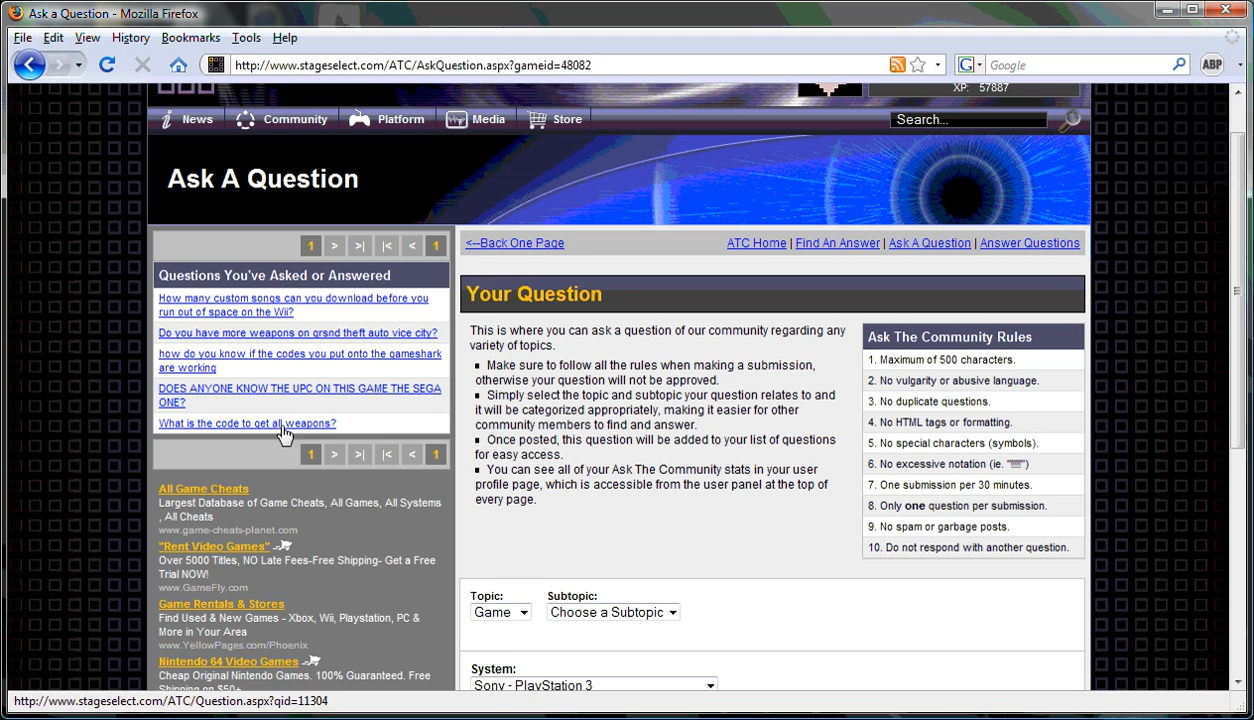 Ask a Question - Mozilla Firefox
File Edit View History Bookmarks Tools Help
http://www.stageselect.com/ATC/AskQuestion.aspx?gameid=48082
G Google
ABP
XP: 57887
News Community Platform Media Store
Search...
Ask A Question
1 > >| |< < 1
<--Back One Page
ATC Home | Find An Answer | Ask A Question | Answer Questions
Questions You've Asked or Answered
How many custom songs can you download before you
run out of space on the Wii?
Do you have more weapons on grsnd theft auto vice city?
how do you know if the codes you put onto the gameshark
are working
DOES ANYONE KNOW THE UPC ON THIS GAME THE SEGA
ONE?
What is the code to get all weapons?
1 > >| |< < 1
All Game Cheats
Largest Database of Game Cheats, All Games, All Systems
, All Cheats
www.game-cheats-planet.com
"Rent Video Games"
Over 5000 Titles, NO Late Fees-Free Shipping- Get a Free
Trial NOW!
www.GameFly.com
Game Rentals & Stores
Find Used & New Games - Xbox, Wii, Playstation, PC &
More in Your Area
www.YellowPages.com/Phoenix
Nintendo 64 Video Games
Cheap Original Nintendo Games. 100% Guaranteed. Free
Shipping on $50+
Your Question
This is where you can ask a question of our community regarding any
variety of topics.
▪ Make sure to follow all the rules when making a submission,
otherwise your question will not be approved.
▪ Simply select the topic and subtopic your question relates to and
it will be categorized appropriately, making it easier for other
community members to find and answer.
▪ Once posted, this question will be added to your list of questions
for easy access.
▪ You can see all of your Ask The Community stats in your user
profile page, which is accessible from the user panel at the top of
every page.
Ask The Community Rules
1. Maximum of 500 characters.
2. No vulgarity or abusive language.
3. No duplicate questions.
4. No HTML tags or formatting.
5. No special characters (symbols).
6. No excessive notation (ie. "!!!!!")
7. One submission per 30 minutes.
8. Only one question per submission.
9. No spam or garbage posts.
10. Do not respond with another question.
Topic: Subtopic:
Game Choose a Subtopic
System:
Sony - PlayStation 3
http://www.stageselect.com/ATC/Question.aspx?qid=11304